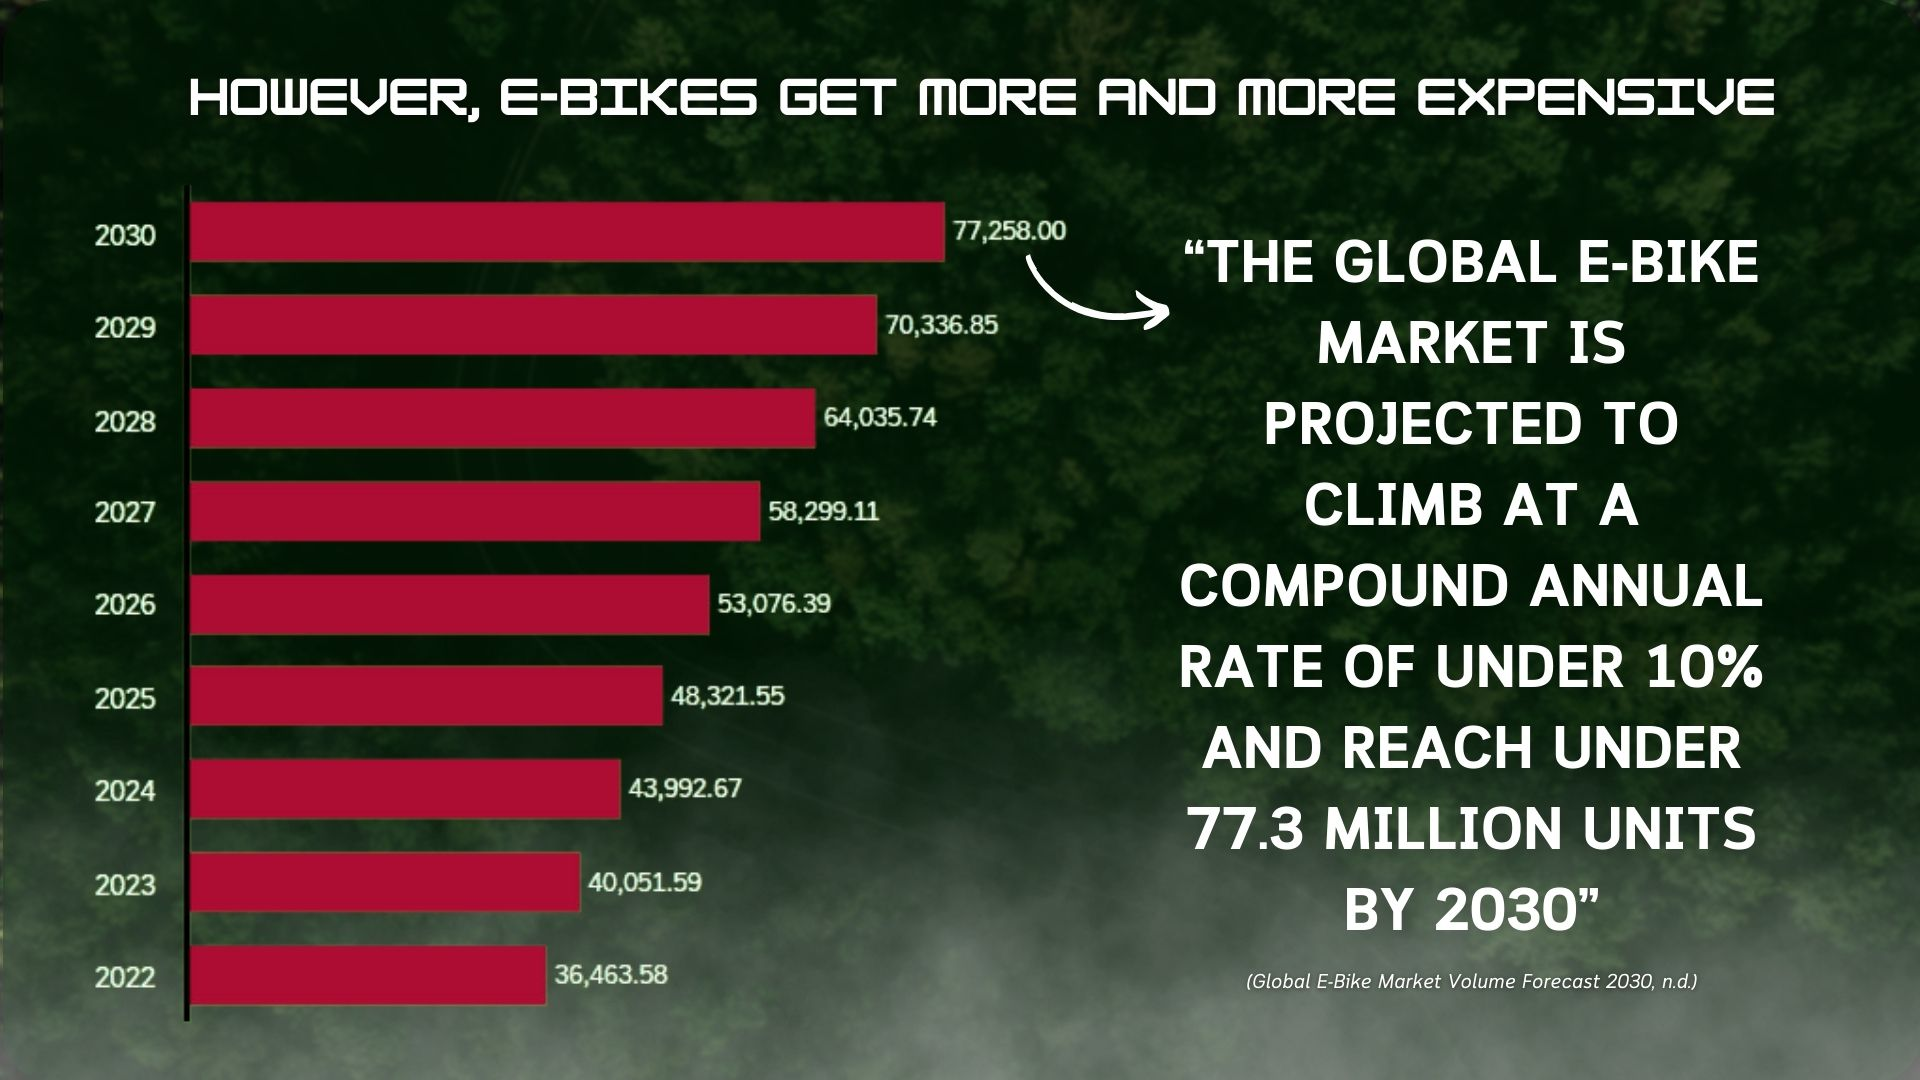 HOWEVER, E-BIKES GET MORE AND MORE EXPENSIVE
2030 77,258.00
2029 70,336.85
2028 64,035.74
2027 58,299.11
2026 53,076.39
2025 48,321.55
2024 43,992.67
2023 40,051.59
2022 36,463.58
“THE GLOBAL E-BIKE
MARKET IS
PROJECTED TO
CLIMB AT A
COMPOUND ANNUAL
RATE OF UNDER 10%
AND REACH UNDER
77.3 MILLION UNITS
BY 2030”
(Global E-Bike Market Volume Forecast 2030, n.d.)